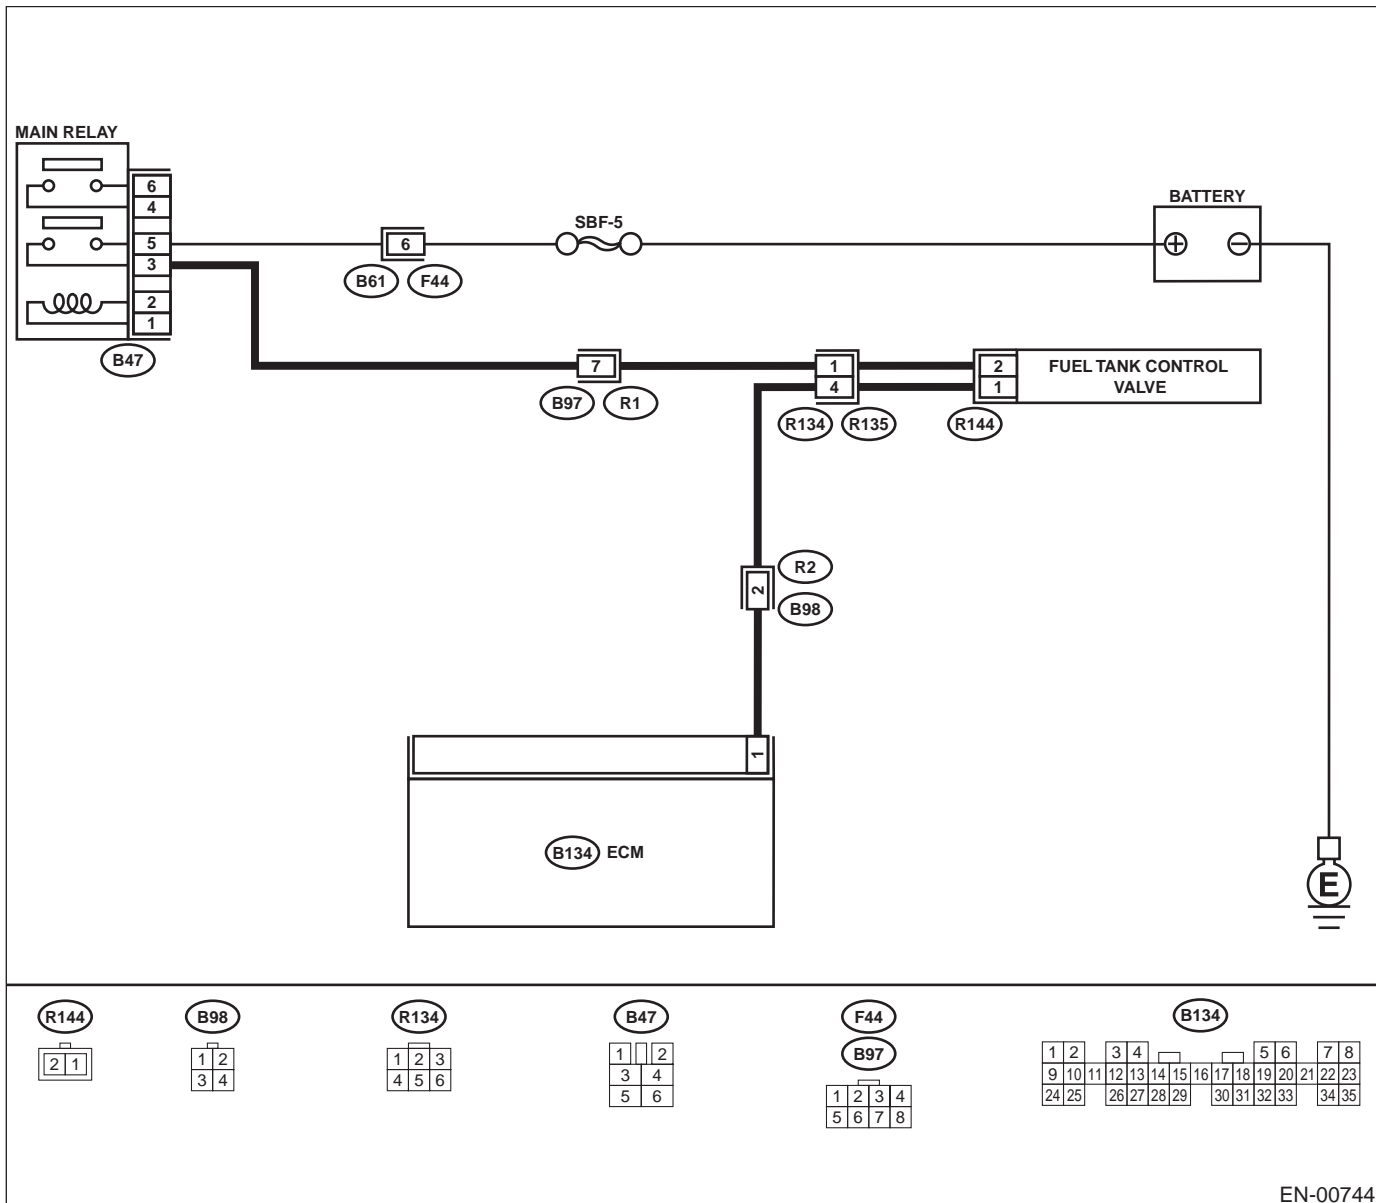 MAIN RELAY
6
4
5
3
2
1
B47
6
B61 F44
SBF-5
BATTERY
+ −
7
B97 R1
1
4
R134 R135
2
1
R144
FUEL TANK CONTROL
VALVE
2
R2
B98
1
B134 ECM
E
R144
2 1
B98
1 2
3 4
R134
1 2 3
4 5 6
B47
1 2
3 4
5 6
F44
B97
1 2 3 4
5 6 7 8
B134
1 2 3 4 5 6 7 8
9 10 11 12 13 14 15 16 17 18 19 20 21 22 23
24 25 26 27 28 29 30 31 32 33 34 35
EN-00744